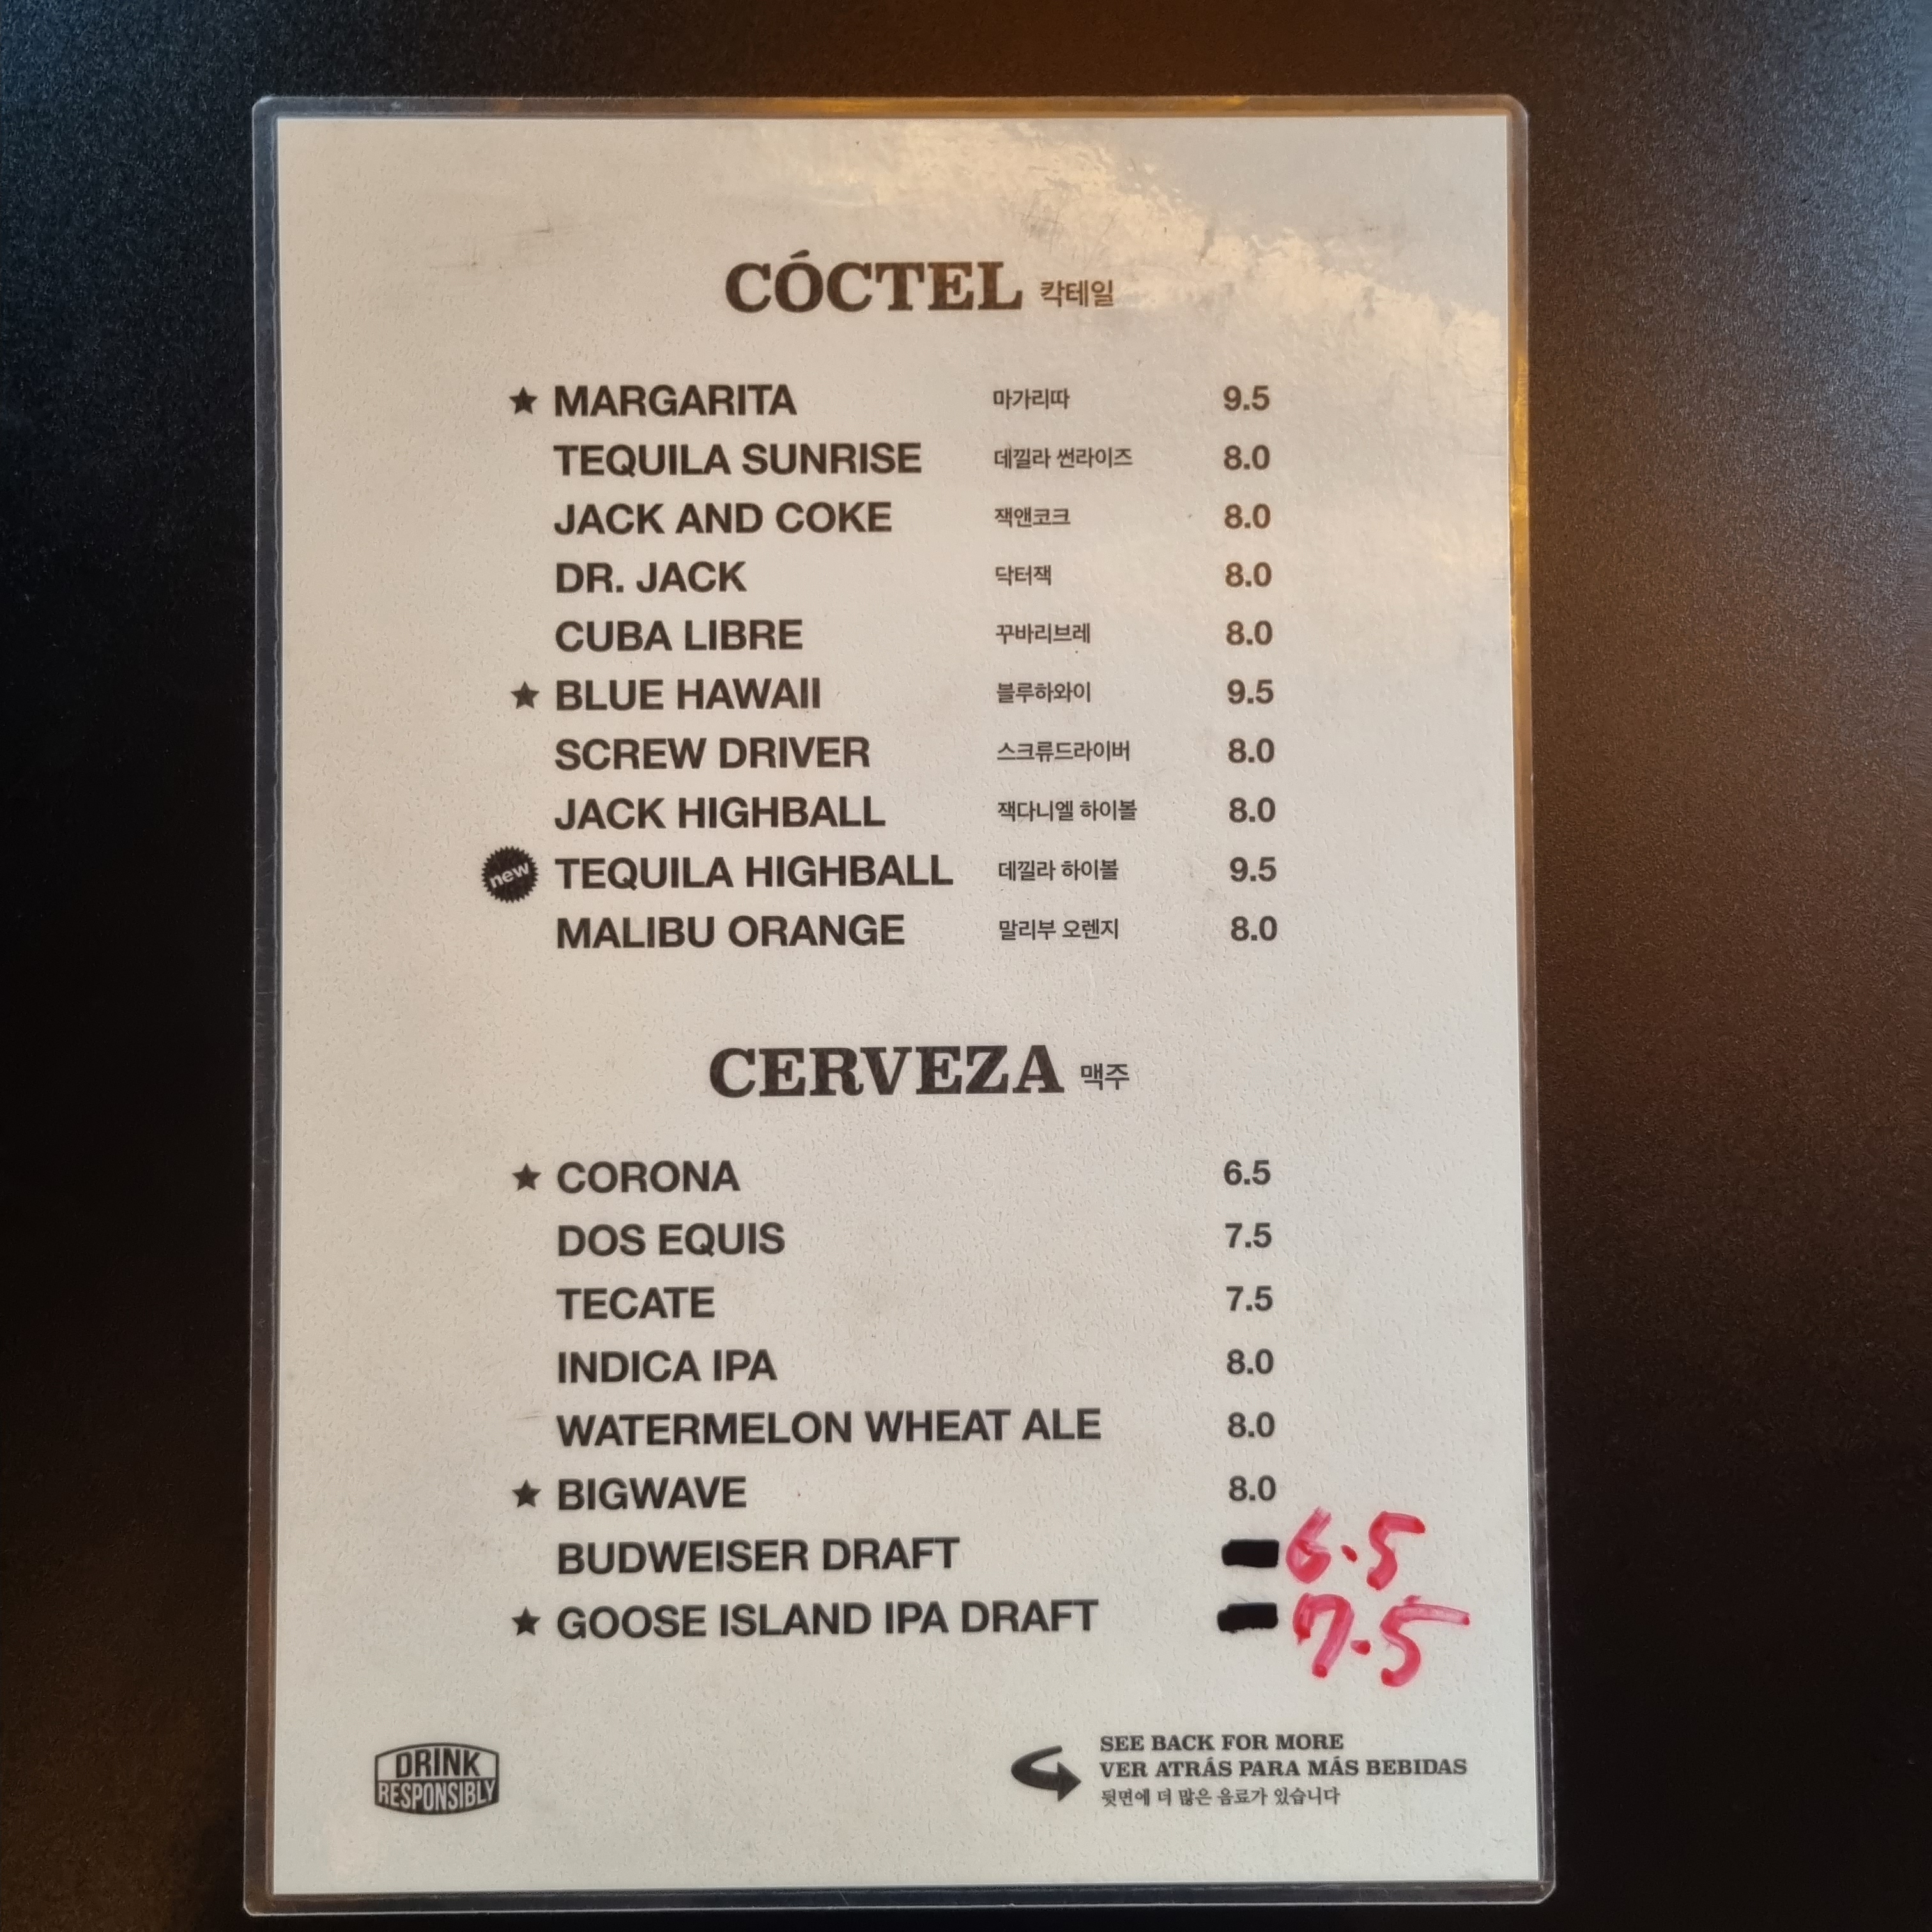 CÓCTEL 칵테일
★ MARGARITA 마가리따 9.5
TEQUILA SUNRISE 데낄라 썬라이즈 8.0
JACK AND COKE 잭앤코크 8.0
DR. JACK 닥터잭 8.0
CUBA LIBRE 꾸바리브레 8.0
★ BLUE HAWAII 블루하와이 9.5
SCREW DRIVER 스크류드라이버 8.0
JACK HIGHBALL 잭다니엘 하이볼 8.0
new TEQUILA HIGHBALL 데낄라 하이볼 9.5
MALIBU ORANGE 말리부 오렌지 8.0
CERVEZA 맥주
★ CORONA 6.5
DOS EQUIS 7.5
TECATE 7.5
INDICA IPA 8.0
WATERMELON WHEAT ALE 8.0
★ BIGWAVE 8.0
BUDWEISER DRAFT 6.5
★ GOOSE ISLAND IPA DRAFT 7.5
DRINK
RESPONSIBLY
SEE BACK FOR MORE
VER ATRÁS PARA MÁS BEBIDAS
뒷면에 더 많은 음료가 있습니다